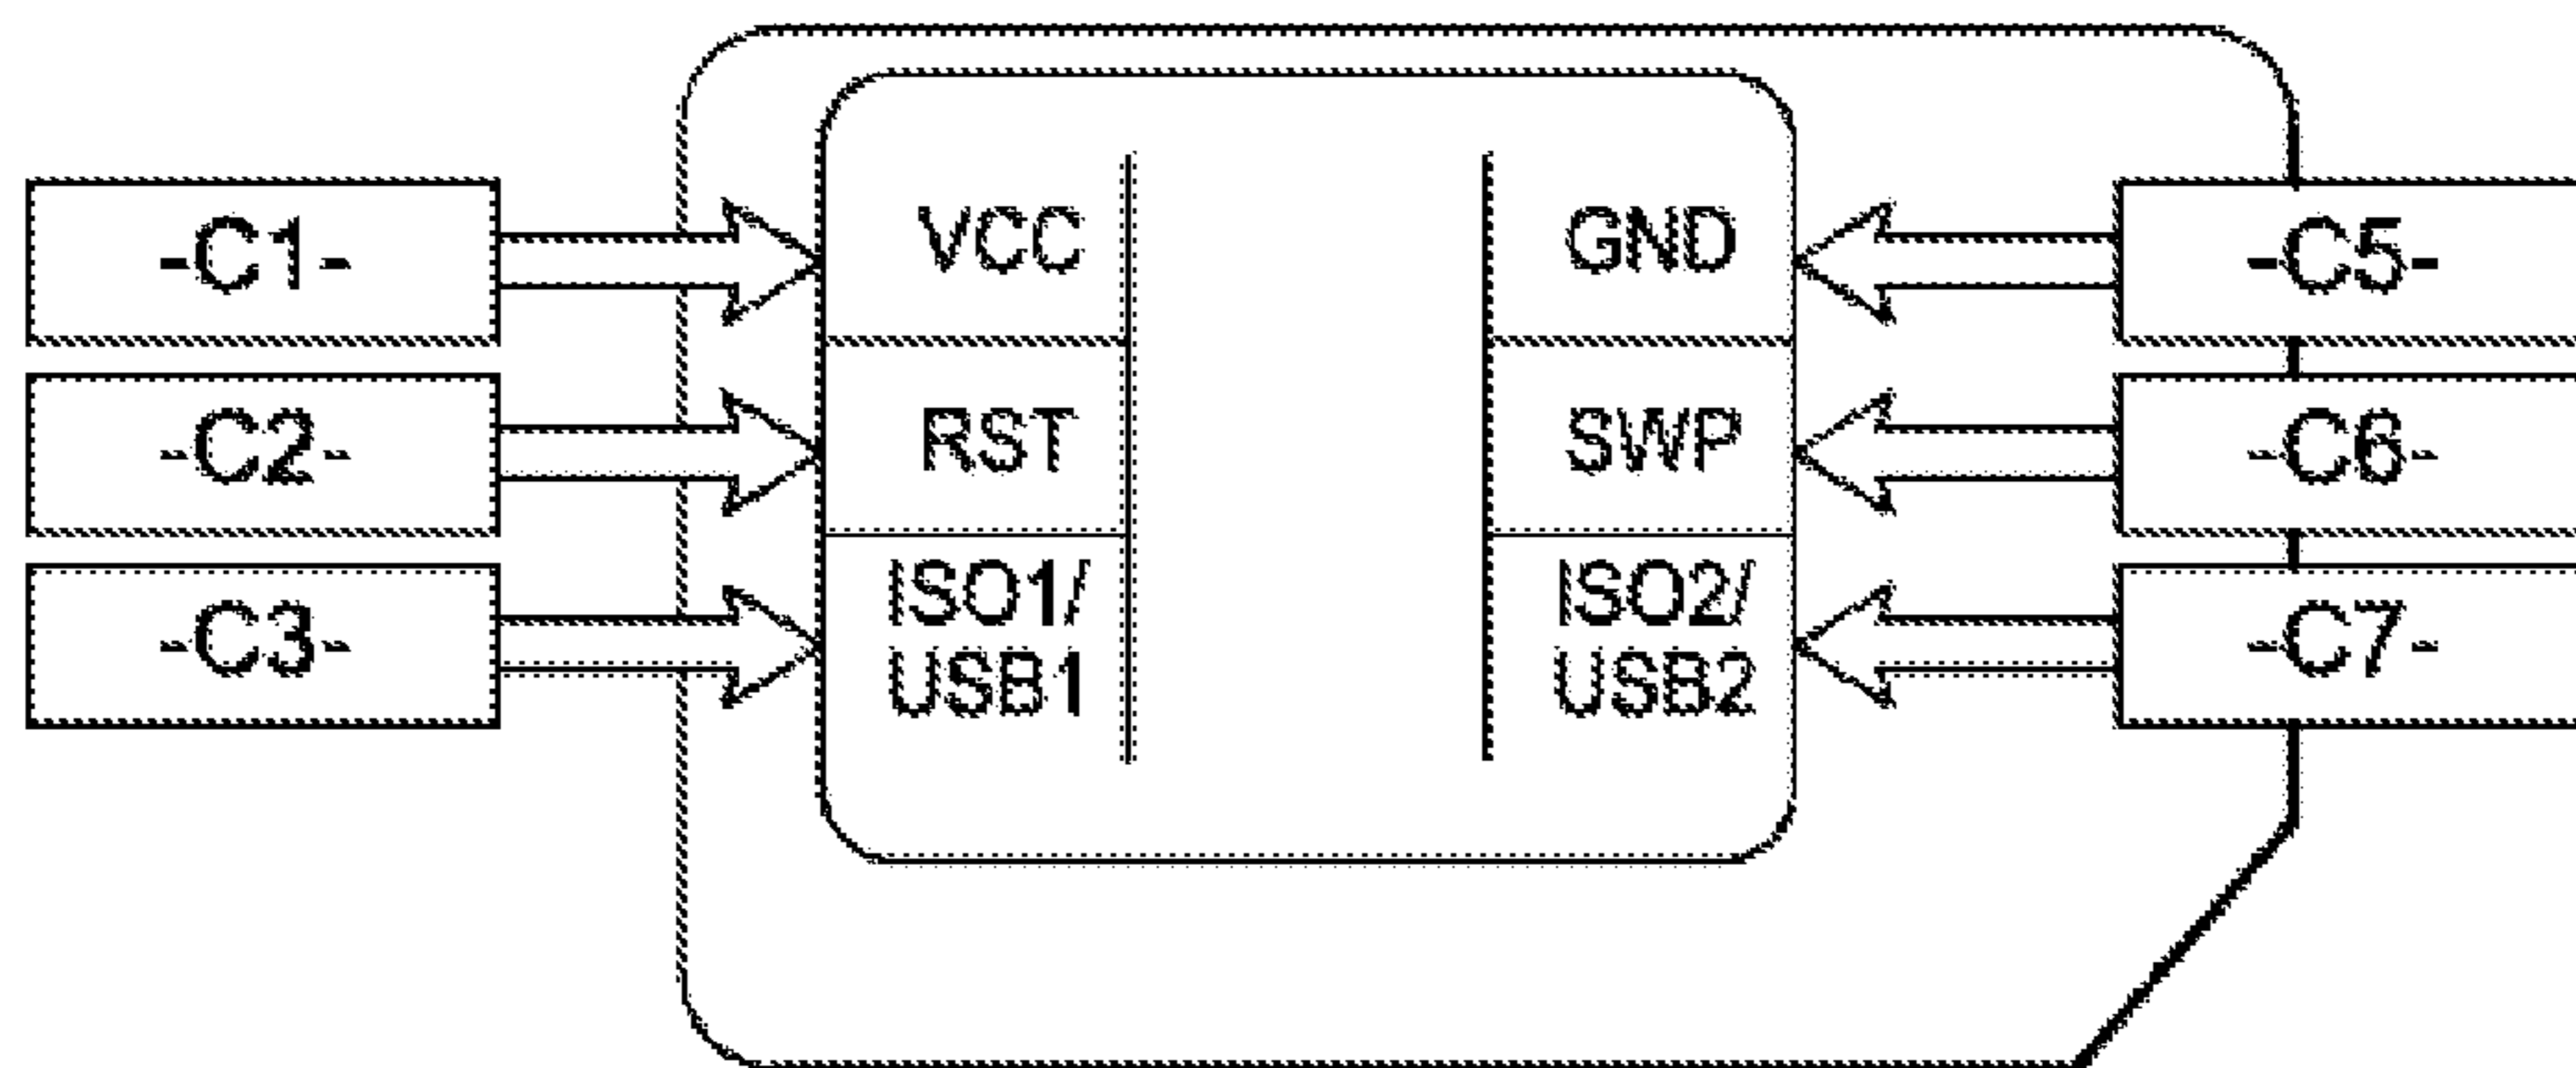 -C1-
VCC
GND
-C5-
-C2-
RST
SWP
-C6-
-C3-
ISO1/
USB1
ISO2/
USB2
-C7-